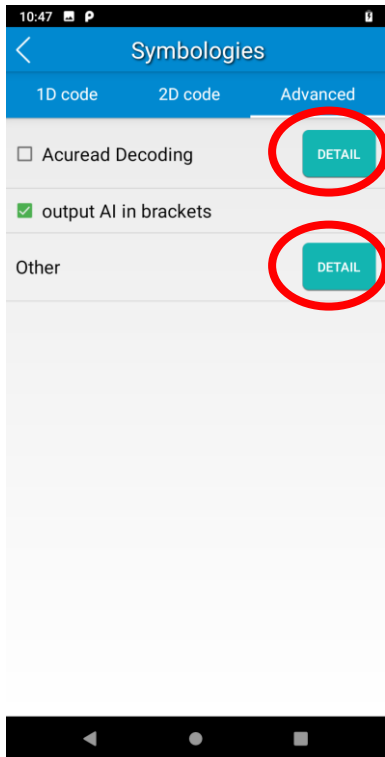 10:47
Symbologies
1D code 2D code Advanced
Acuread Decoding DETAIL
output AI in brackets
Other DETAIL